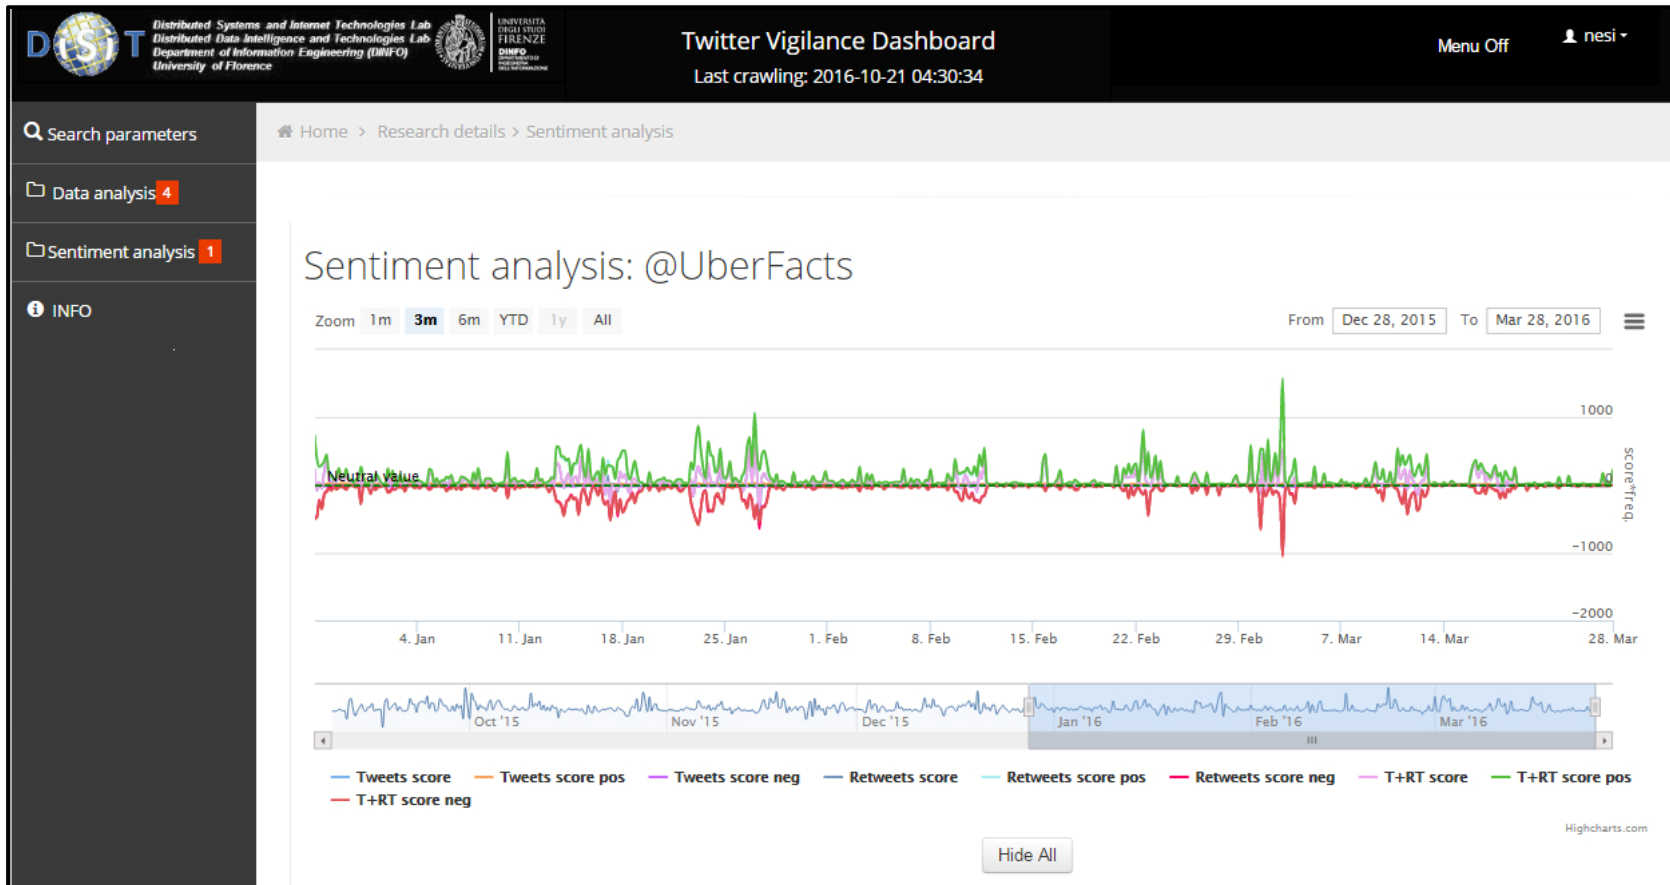 DISIT
Distributed Systems and Internet Technologies Lab
Distributed Data Intelligence and Technologies Lab
Department of Information Engineering (DINFO)
University of Florence
UNIVERSITÀ
DEGLI STUDI
FIRENZE
DINFO
DIPARTIMENTO DI
INGEGNERIA
DELL'INFORMAZIONE
Twitter Vigilance Dashboard
Last crawling: 2016-10-21 04:30:34
Menu Off
nesi
Search parameters
Data analysis 4
Sentiment analysis 1
INFO
Home > Research details > Sentiment analysis
Sentiment analysis: @UberFacts
Zoom 1m 3m 6m YTD 1y All
From Dec 28, 2015 To Mar 28, 2016
1000
Neutral value
0
score*freq.
-1000
-2000
4. Jan 11. Jan 18. Jan 25. Jan 1. Feb 8. Feb 15. Feb 22. Feb 29. Feb 7. Mar 14. Mar 28. Mar
Oct '15 Nov '15 Dec '15 Jan '16 Feb '16 Mar '16
Tweets score Tweets score pos Tweets score neg Retweets score Retweets score pos Retweets score neg T+RT score T+RT score pos
T+RT score neg
Highcharts.com
Hide All